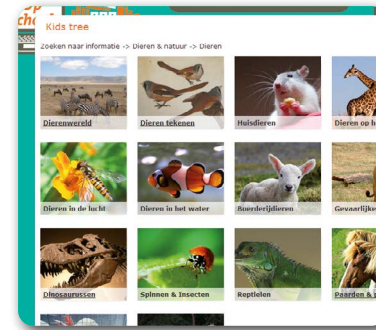 Kids tree
Zoeken naar informatie -> Dieren & natuur -> Dieren
Dierenwereld
Dieren tekenen
Huisdieren
Dieren op
Dieren in de lucht
Dieren in het water
Boerderijdieren
Gevaarlijke
Dinosaurussen
Spinnen & Insecten
Reptielen
Paarden &